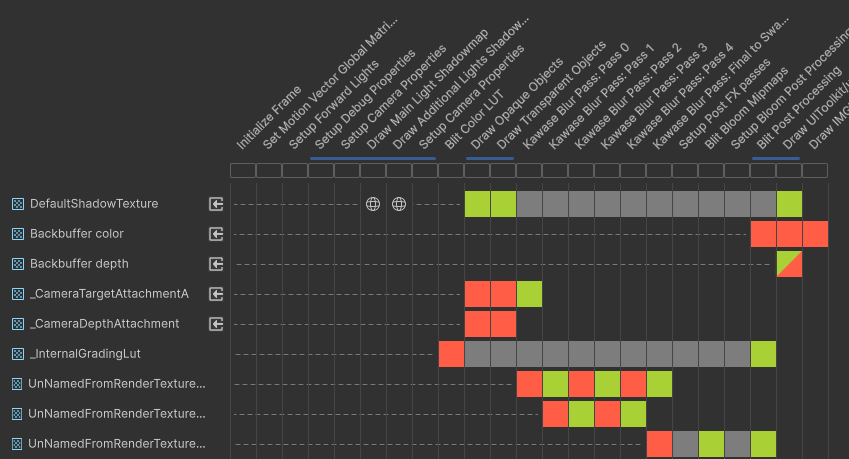 Initialize Frame
Set Motion Vector Global Matri...
Setup Forward Lights
Setup Debug Properties
Setup Camera Properties
Draw Main Light Shadowmap
Draw Additional Lights Shadow...
Setup Camera Properties
Blit Color LUT
Draw Opaque Objects
Draw Transparent Objects
Kawase Blur Pass: Pass 0
Kawase Blur Pass: Pass 1
Kawase Blur Pass: Pass 2
Kawase Blur Pass: Pass 3
Kawase Blur Pass: Pass 4
Kawase Blur Pass: Final to Swa...
Setup Post FX passes
Blit Bloom Mipmaps
Setup Bloom Post Processing
Blit Post Processing
Draw UIToolkit/u
Draw IMG
DefaultShadowTexture
Backbuffer color
Backbuffer depth
_CameraTargetAttachmentA
_CameraDepthAttachment
_InternalGradingLut
UnNamedFromRenderTexture...
UnNamedFromRenderTexture...
UnNamedFromRenderTexture...